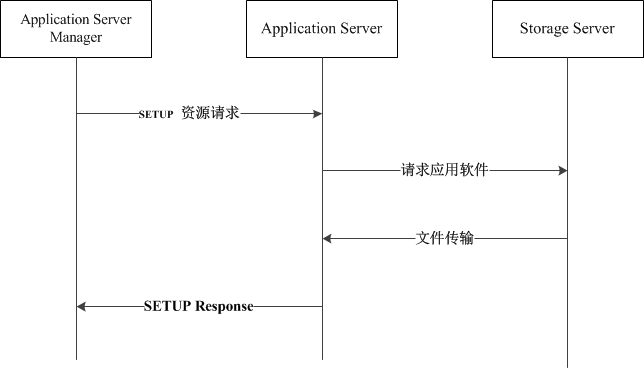 Application Server
Manager
Application Server
Storage Server
SETUP 资源请求
请求应用软件
文件传输
SETUP Response